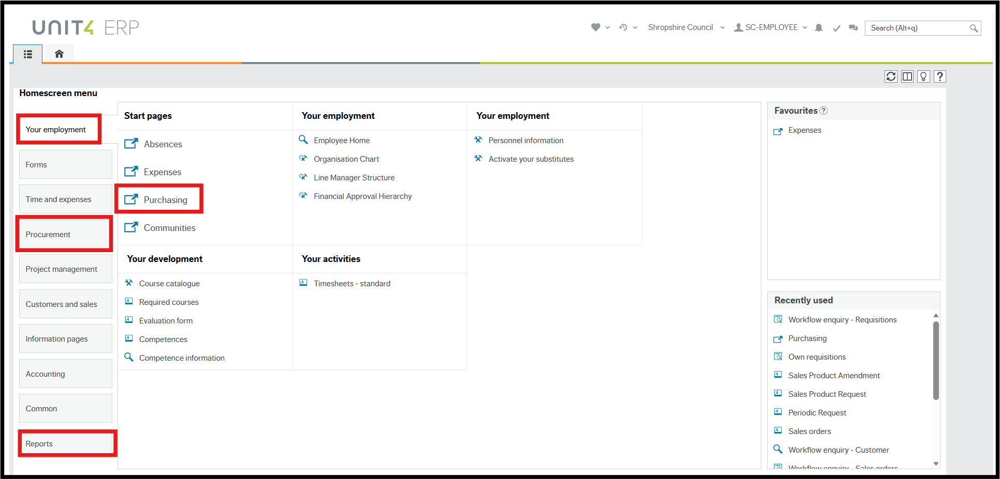 UNIT4 ERP
Shropshire Council
SC-EMPLOYEE
Search (Alt+q)
Homescreen menu
Your employment
Forms
Time and expenses
Procurement
Project management
Customers and sales
Information pages
Accounting
Common
Reports
Start pages
Absences
Expenses
Purchasing
Communities
Your employment
Employee Home
Organisation Chart
Line Manager Structure
Financial Approval Hierarchy
Your employment
Personnel information
Activate your substitutes
Your development
Course catalogue
Required courses
Evaluation form
Competences
Competence information
Your activities
Timesheets - standard
Favourites ?
Expenses
Recently used
Workflow enquiry - Requisitions
Purchasing
Own requisitions
Sales Product Amendment
Sales Product Request
Periodic Request
Sales orders
Workflow enquiry - Customer
Workflow enquiry - Sales orders